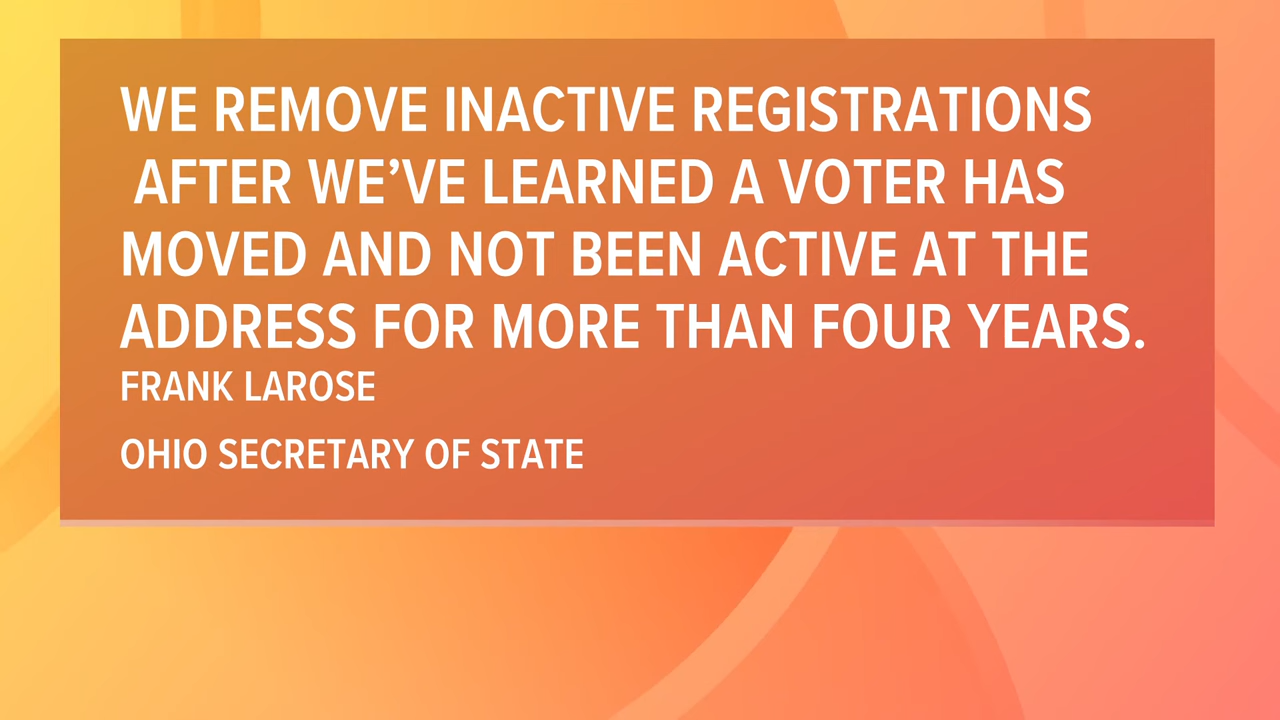 WE REMOVE INACTIVE REGISTRATIONS
AFTER WE’VE LEARNED A VOTER HAS
MOVED AND NOT BEEN ACTIVE AT THE
ADDRESS FOR MORE THAN FOUR YEARS.
FRANK LAROSE
OHIO SECRETARY OF STATE